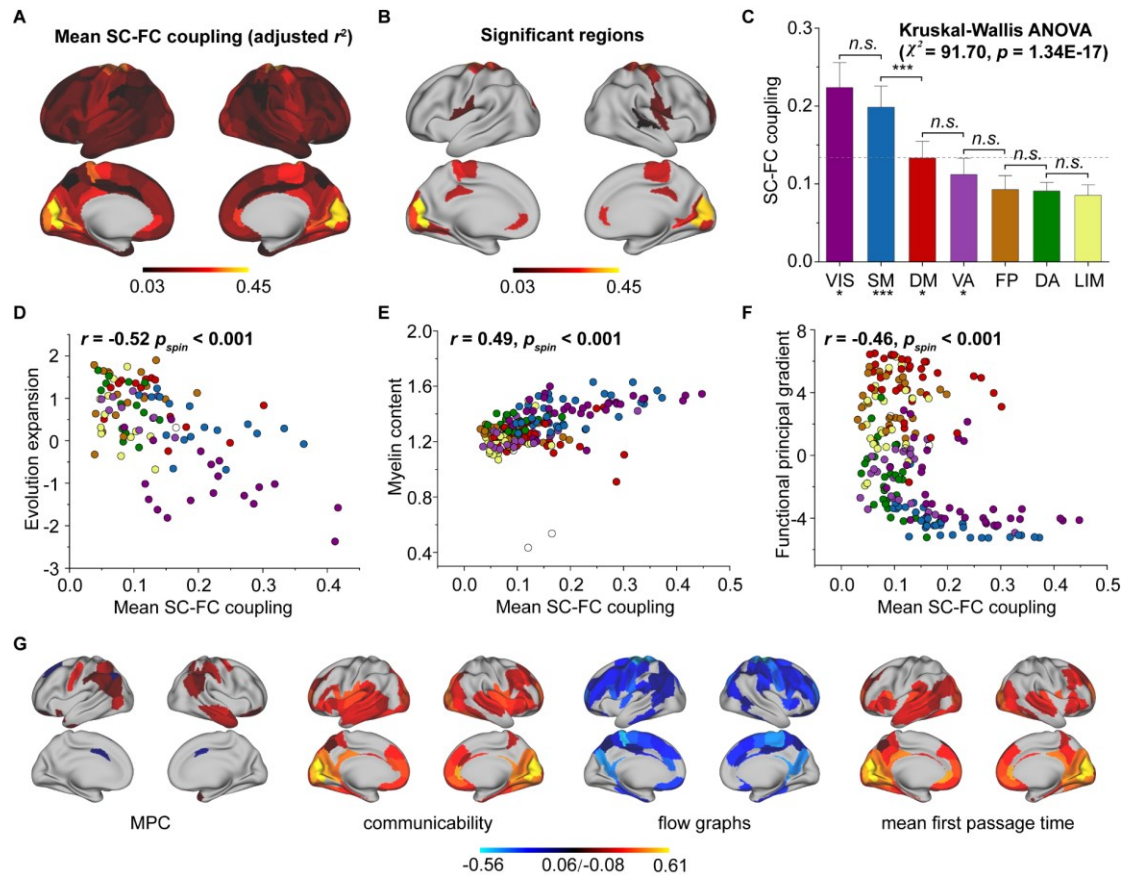 A
Mean SC-FC coupling (adjusted r²)
0.03 0.45
B
Significant regions
0.03 0.45
C
Kruskal-Wallis ANOVA
(χ² = 91.70, p = 1.34E-17)
n.s.
***
n.s.
n.s.
n.s.
n.s.
SC-FC coupling
0.2
0.1
0.0
VIS SM DM VA FP DA LIM
* *** * *
D
r = -0.52 p_spin < 0.001
Evolution expansion
2
1
0
-1
-2
-3
0.0 0.1 0.2 0.3 0.4 0.5
Mean SC-FC coupling
E
r = 0.49, p_spin < 0.001
Myelin content
2.0
1.6
1.2
0.8
0.4
0.0 0.1 0.2 0.3 0.4 0.5
Mean SC-FC coupling
F
r = -0.46, p_spin < 0.001
Functional principal gradient
8
4
0
-4
-8
0.0 0.1 0.2 0.3 0.4 0.5
Mean SC-FC coupling
G
MPC communicability flow graphs mean first passage time
-0.56 0.06/-0.08 0.61